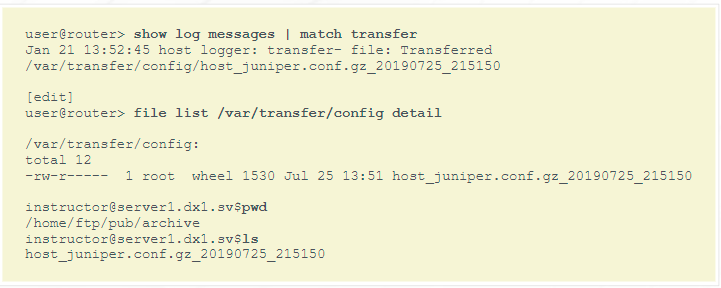 user@router> show log messages | match transfer
Jan 21 13:52:45 host logger: transfer- file: Transferred
/var/transfer/config/host_juniper.conf.gz_20190725_215150
[edit]
user@router> file list /var/transfer/config detail
/var/transfer/config:
total 12
-rw-r----- 1 root wheel 1530 Jul 25 13:51 host_juniper.conf.gz_20190725_215150
instructor@server1.dx1.sv$pwd
/home/ftp/pub/archive
instructor@server1.dx1.sv$ls
host_juniper.conf.gz_20190725_215150